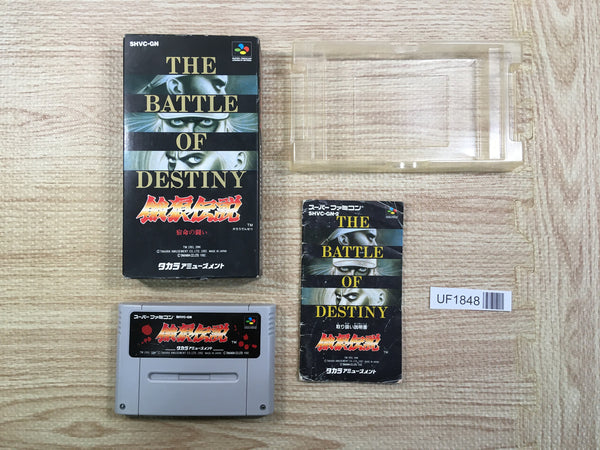 SHVC-GN
THE
BATTLE
OF
DESTINY
餓狼伝説
TM
宿命の闘い
タカラ アミューズメント
スーパー ファミコン
SHVC-GN
THE
BATTLE
OF
DESTINY
取り扱い説明書
餓狼伝説
タカラ アミューズメント
UF1848
スーパー ファミコン SHVC-GN
餓狼伝説
タカラ アミューズメント